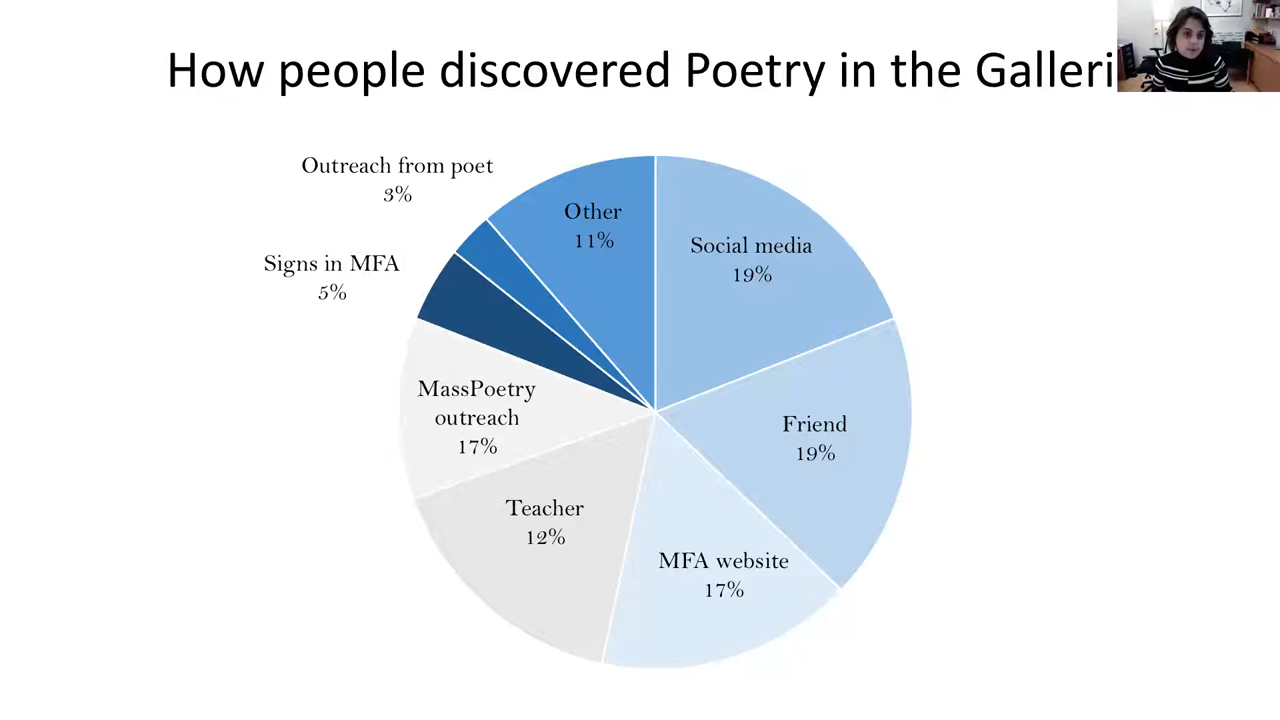 How people discovered Poetry in the Galleri
Outreach from poet
3%
Other
11%
Social media
19%
Signs in MFA
5%
MassPoetry
outreach
17%
Friend
19%
Teacher
12%
MFA website
17%